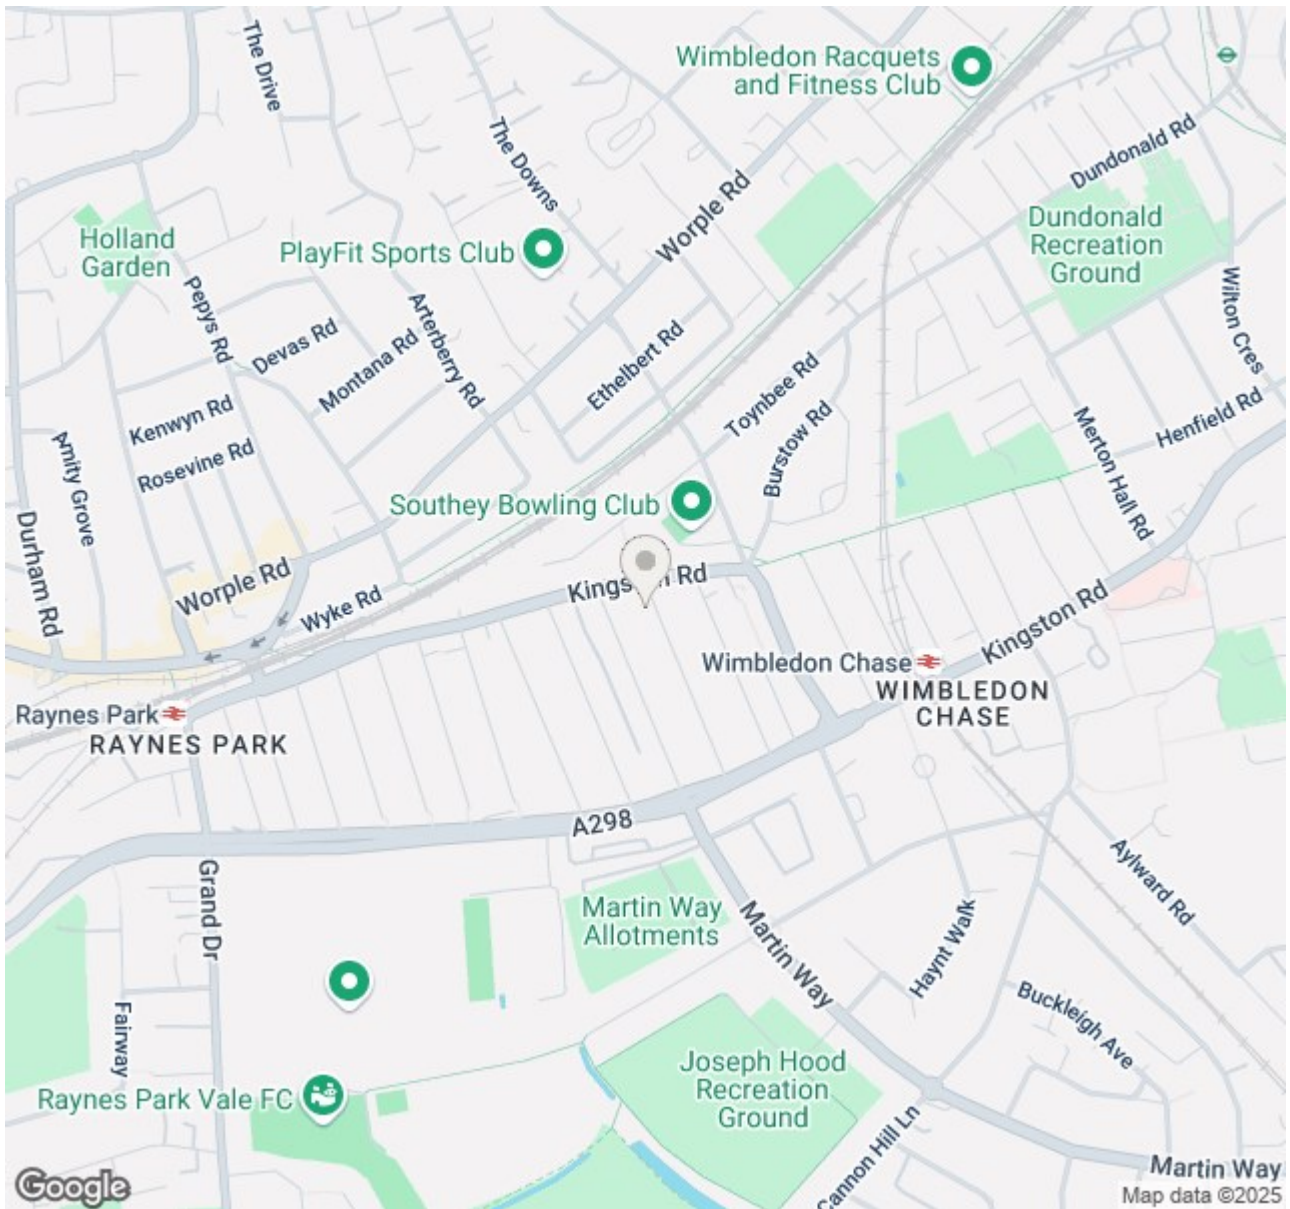 The Drive
Wimbledon Racquets
and Fitness Club
The Downs
Dundonald Rd
Worple Rd
Holland
Garden
PlayFit Sports Club
Dundonald
Recreation
Ground
Pepys Rd
Devas Rd
Montana Rd
Arterberry Rd
Ethelbert Rd
Wilton Cres
Toynbee Rd
Kenwyn Rd
Burstow Rd
Merton Hall Rd
Henfield Rd
Amity Grove
Rosevine Rd
Southey Bowling Club
Durham Rd
Worple Rd
Wyke Rd
Kingston Rd
Kingston Rd
Wimbledon Chase
WIMBLEDON
CHASE
Raynes Park
RAYNES PARK
A298
Grand Dr
Martin Way
Allotments
Martin Way
Haynt Walk
Aylward Rd
Buckleigh Ave
Fairway
Joseph Hood
Recreation
Ground
Raynes Park Vale FC
Cannon Hill Ln
Martin Way
Google
Map data ©2025